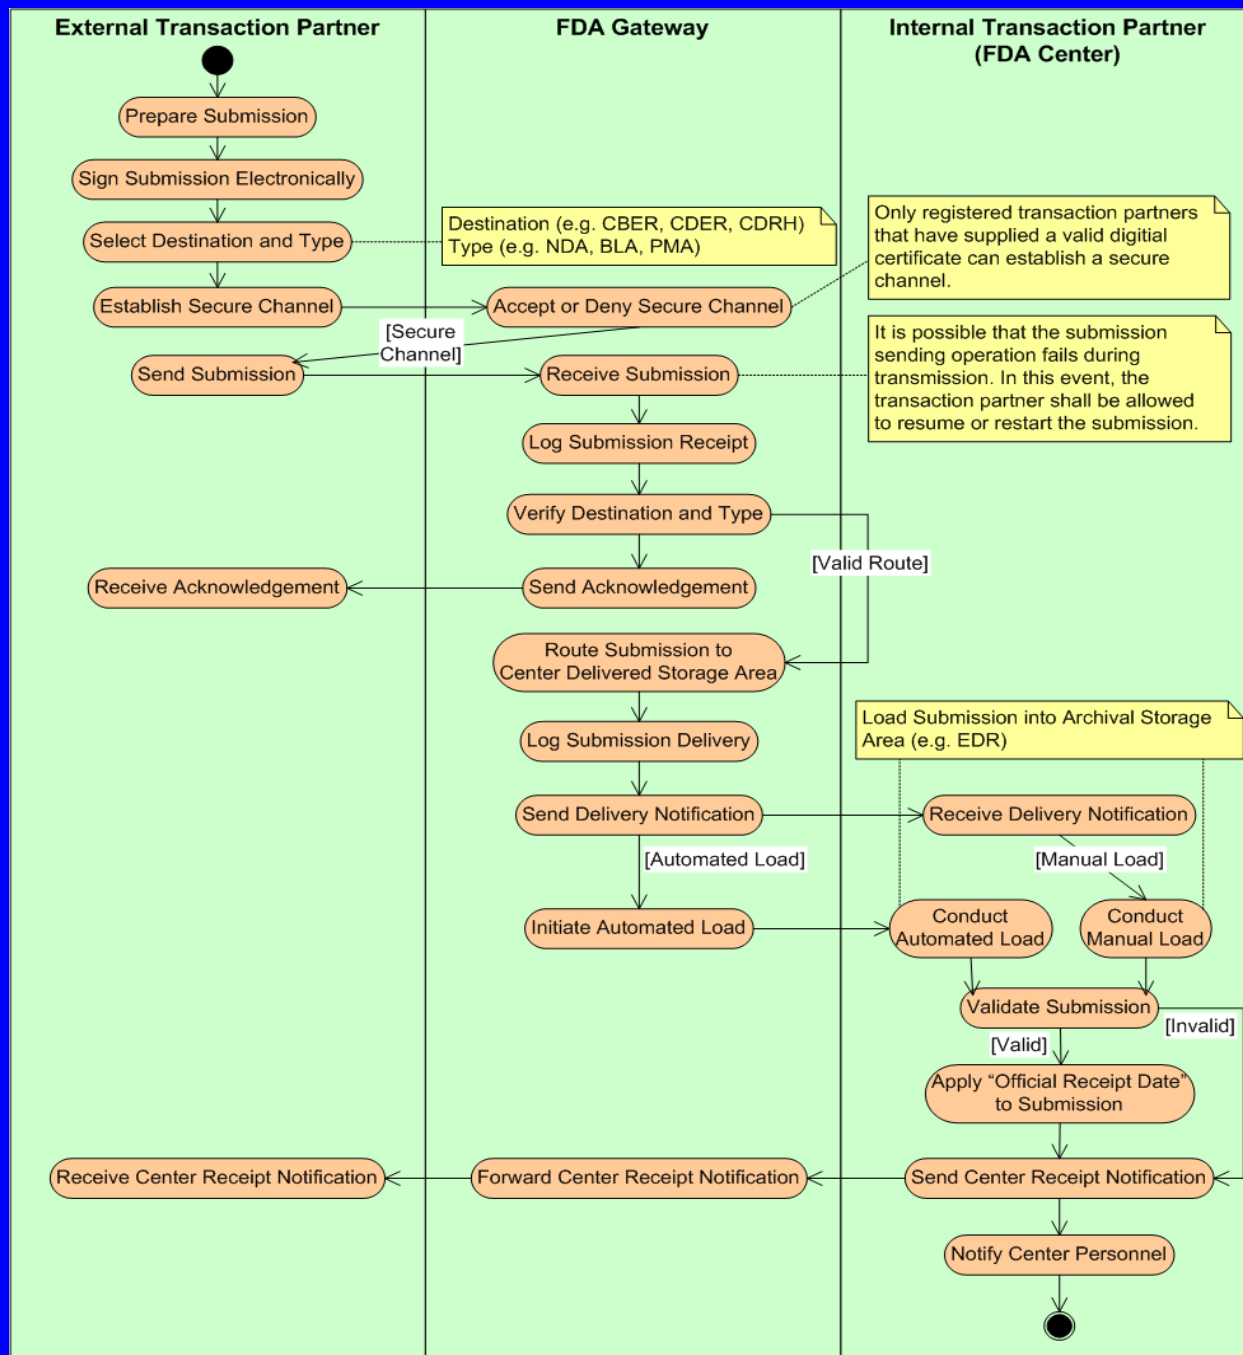 External Transaction Partner
FDA Gateway
Internal Transaction Partner
(FDA Center)
Prepare Submission
Sign Submission Electronically
Select Destination and Type
Destination (e.g. CBER, CDER, CDRH)
Type (e.g. NDA, BLA, PMA)
Only registered transaction partners
that have supplied a valid digitial
certificate can establish a secure
channel.
Establish Secure Channel
Accept or Deny Secure Channel
[Secure
Channel]
It is possible that the submission
sending operation fails during
transmission. In this event, the
transaction partner shall be allowed
to resume or restart the submission.
Send Submission
Receive Submission
Log Submission Receipt
Verify Destination and Type
[Valid Route]
Receive Acknowledgement
Send Acknowledgement
Route Submission to
Center Delivered Storage Area
Load Submission into Archival Storage
Area (e.g. EDR)
Log Submission Delivery
Send Delivery Notification
Receive Delivery Notification
[Automated Load]
[Manual Load]
Initiate Automated Load
Conduct
Automated Load
Conduct
Manual Load
Validate Submission
[Invalid]
[Valid]
Apply “Official Receipt Date”
to Submission
Receive Center Receipt Notification
Forward Center Receipt Notification
Send Center Receipt Notification
Notify Center Personnel